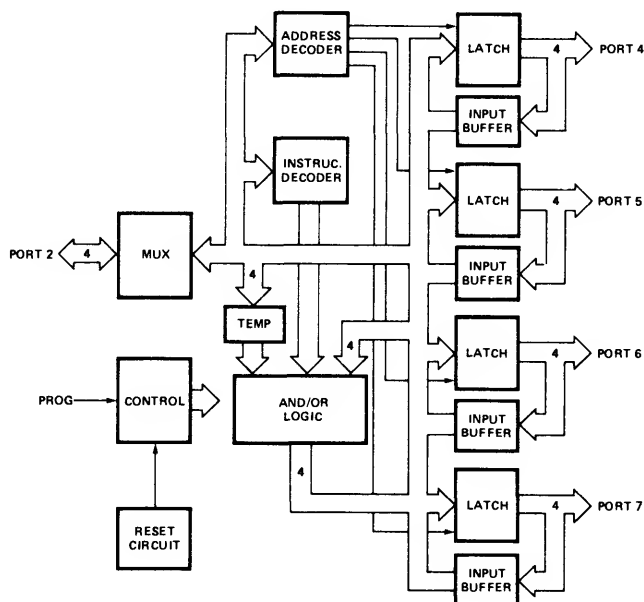 ADDRESS
DECODER
LATCH
4
PORT 4
INPUT
BUFFER
INSTRUC.
DECODER
LATCH
4
PORT 5
PORT 2
4
MUX
INPUT
BUFFER
4
TEMP
4
LATCH
4
PORT 6
PROG
CONTROL
AND/OR
LOGIC
INPUT
BUFFER
4
LATCH
4
PORT 7
RESET
CIRCUIT
INPUT
BUFFER